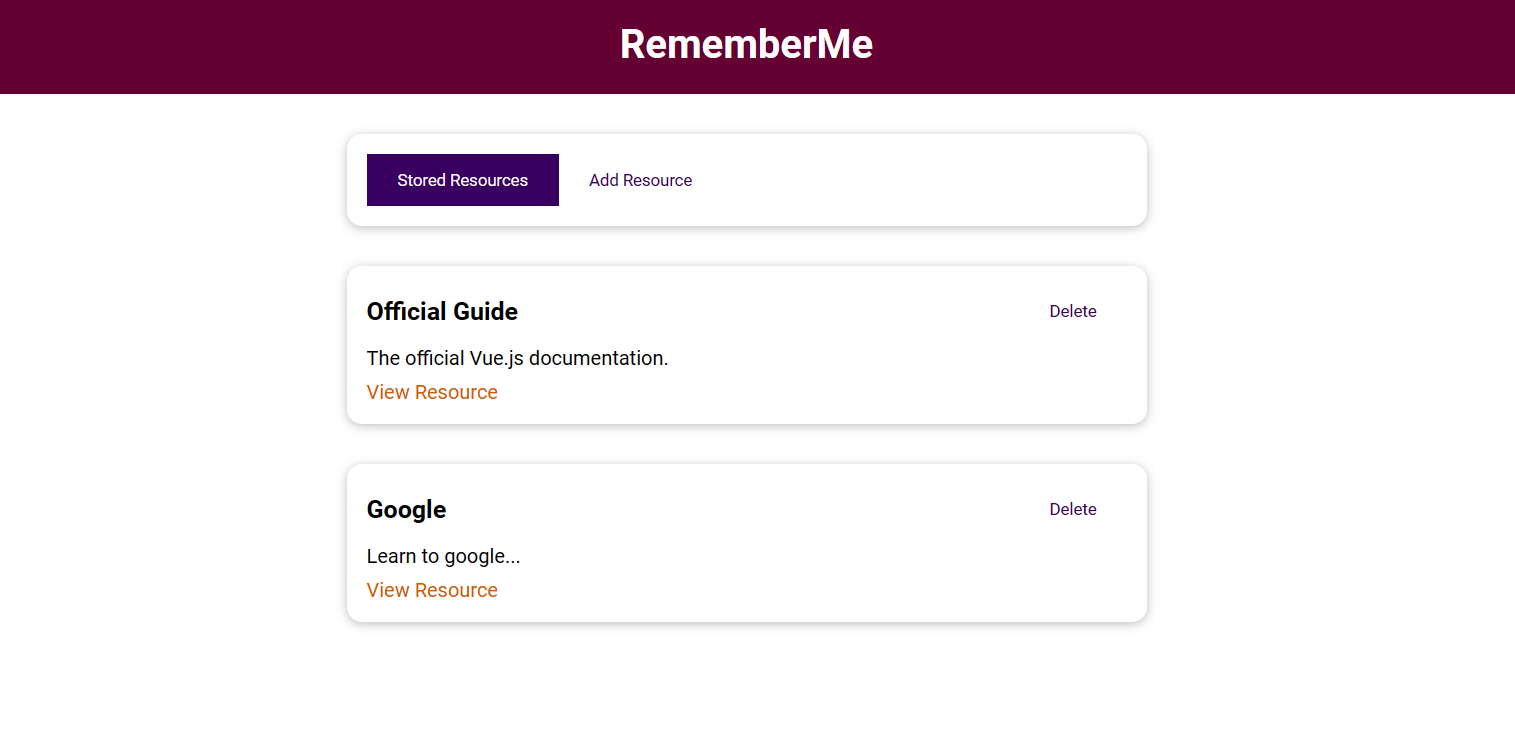 RememberMe
Stored Resources Add Resource
Official Guide Delete
The official Vue.js documentation.
View Resource
Google Delete
Learn to google...
View Resource